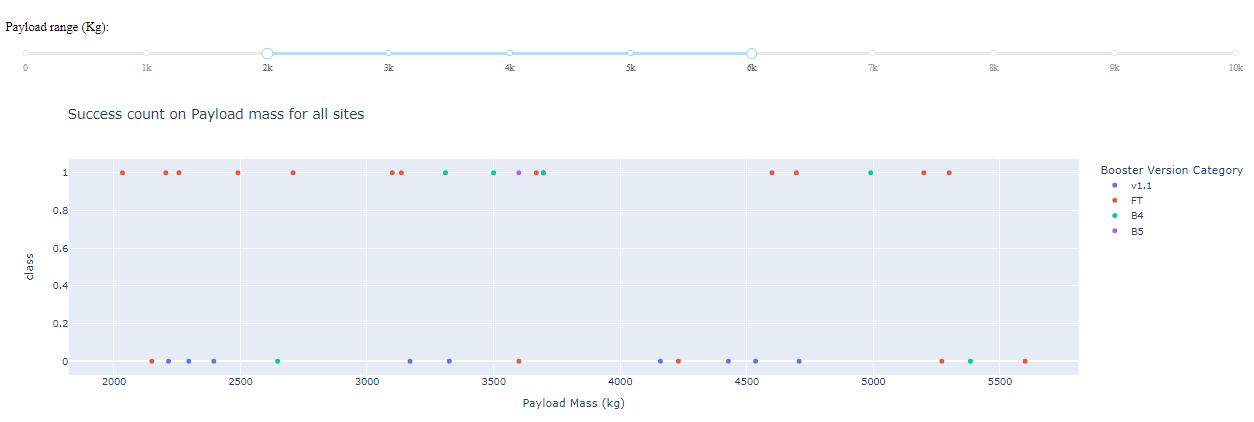 Payload range (Kg):
0 1k 2k 3k 4k 5k 6k 7k 8k 9k 10k
Success count on Payload mass for all sites
Booster Version Category
v1.1
FT
B4
B5
class
1
0.8
0.6
0.4
0.2
0
2000 2500 3000 3500 4000 4500 5000 5500
Payload Mass (kg)